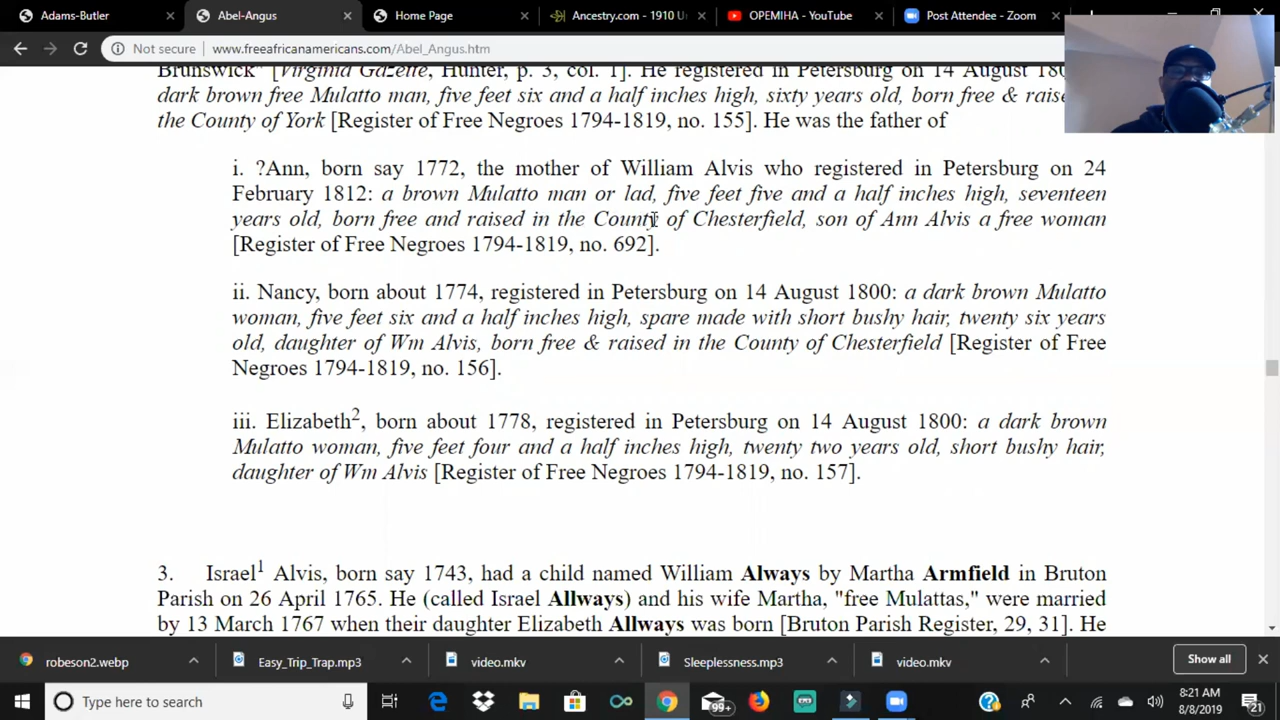 Adams-Butler
Abel-Angus
Home Page
Ancestry.com - 1910 U
OPEMIHA - YouTube
Post Attendee - Zoom
Not secure
www.freeafricanamericans.com/Abel_Angus.htm
Brunswick" [Virginia Gazette, Hunter, p. 3, col. 1]. He registered in Petersburg on 14 August
dark brown free Mulatto man, five feet six and a half inches high, sixty years old, born free &
the County of York [Register of Free Negroes 1794-1819, no. 155]. He was the father of
i. ?Ann, born say 1772, the mother of William Alvis who registered in Petersburg on 24
February 1812: a brown Mulatto man or lad, five feet five and a half inches high, seventeen
years old, born free and raised in the County of Chesterfield, son of Ann Alvis a free woman
[Register of Free Negroes 1794-1819, no. 692].
ii. Nancy, born about 1774, registered in Petersburg on 14 August 1800: a dark brown Mulatto
woman, five feet six and a half inches high, spare made with short bushy hair, twenty six years
old, daughter of Wm Alvis, born free & raised in the County of Chesterfield [Register of Free
Negroes 1794-1819, no. 156].
iii. Elizabeth2, born about 1778, registered in Petersburg on 14 August 1800: a dark brown
Mulatto woman, five feet four and a half inches high, twenty two years old, short bushy hair,
daughter of Wm Alvis [Register of Free Negroes 1794-1819, no. 157].
3. Israel1 Alvis, born say 1743, had a child named William Always by Martha Armfield in Bruton
Parish on 26 April 1765. He (called Israel Allways) and his wife Martha, "free Mulattas," were married
by 13 March 1767 when their daughter Elizabeth Allways was born [Bruton Parish Register, 29, 31]. He
robeson2.webp
Easy_Trip_Trap.mp3
video.mkv
Sleeplessness.mp3
video.mkv
Show all
Type here to search
99+
8:21 AM
8/8/2019
21